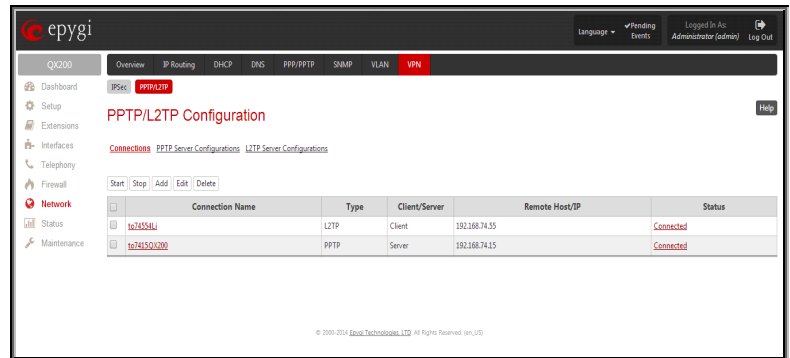 epygi
Language
Pending Events
Logged In As: Administrator (admin)
Log Out
QX200
Overview IP Routing DHCP DNS PPP/PPTP SNMP VLAN VPN
Dashboard
Setup
Extensions
Interfaces
Telephony
Firewall
Network
Status
Maintenance
IPSec PPTP/L2TP
PPTP/L2TP Configuration
Help
Connections PPTP Server Configurations L2TP Server Configurations
Start Stop Add Edit Delete
Connection Name Type Client/Server Remote Host/IP Status
to74554Li L2TP Client 192.168.74.55 Connected
to7415QX200 PPTP Server 192.168.74.15 Connected
© 2000-2014 Epygi Technologies, LTD. All Rights Reserved. (en_US)